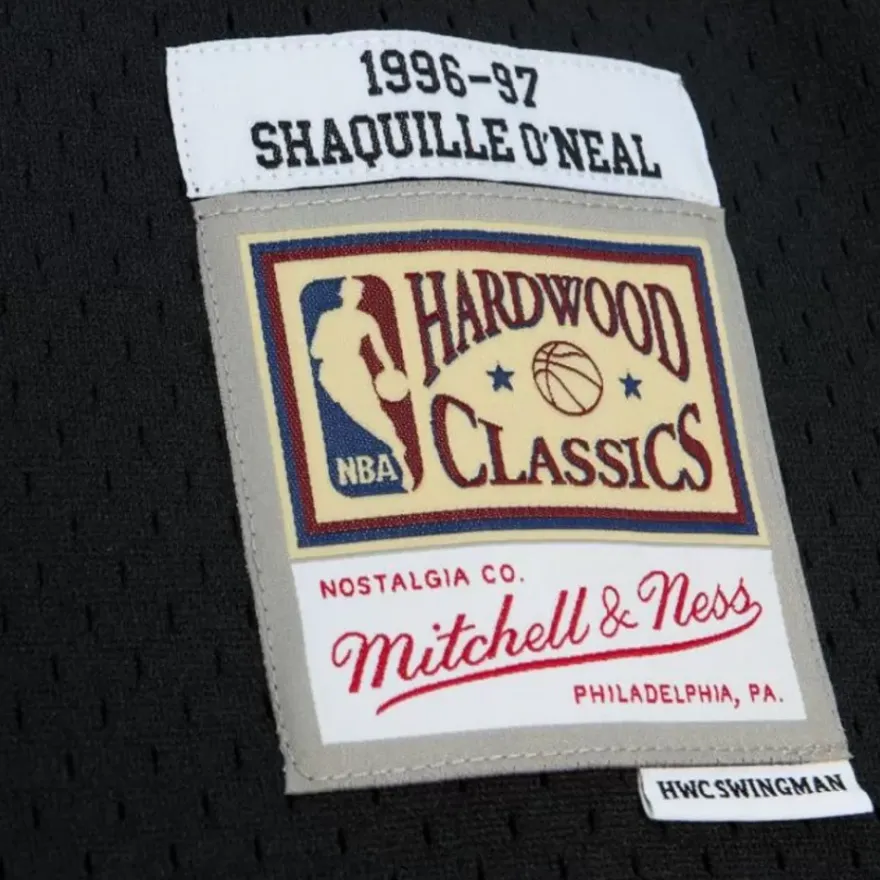 1996-97
SHAQUILLE O'NEAL
HARDWOOD
NBA
CLASSICS
NOSTALGIA CO.
Mitchell & Ness
PHILADELPHIA, PA.
HWC SWINGMAN